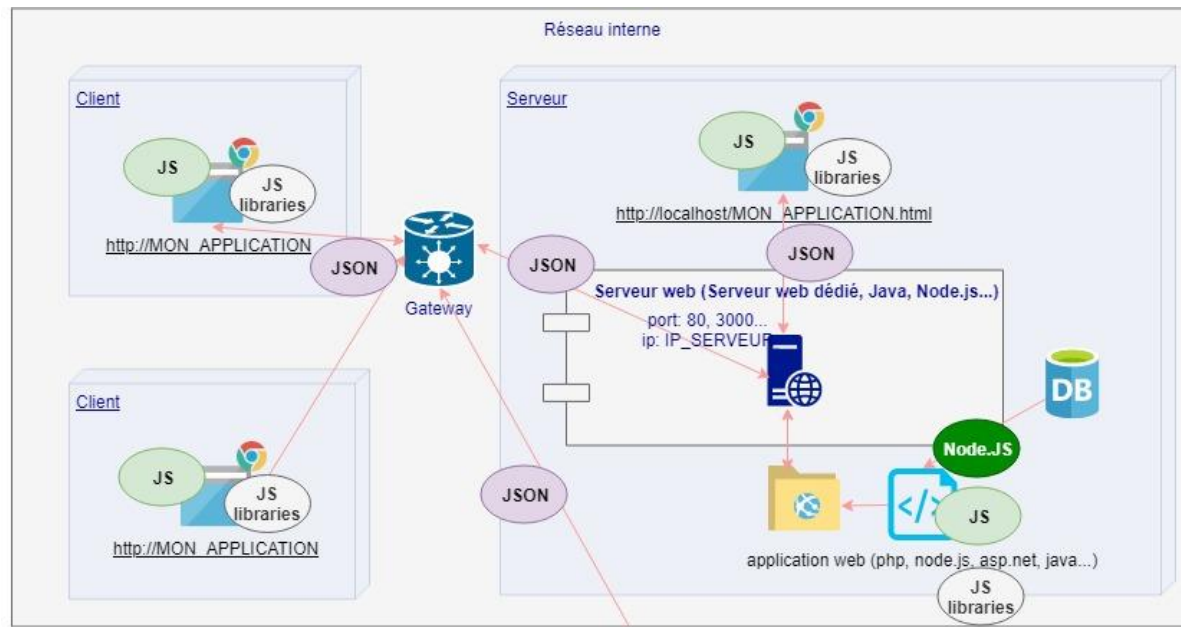 Réseau interne
Client
JS
JS
libraries
http://MON_APPLICATION
JSON
Gateway
Client
JS
JS
libraries
http://MON_APPLICATION
JSON
JSON
Serveur
JS
JS
libraries
http://localhost/MON_APPLICATION.html
JSON
Serveur web (Serveur web dédié, Java, Node.js...)
port: 80, 3000...
ip: IP_SERVEUR
DB
Node.JS
</>
JS
application web (php, node.js, asp.net, java...)
JS
libraries